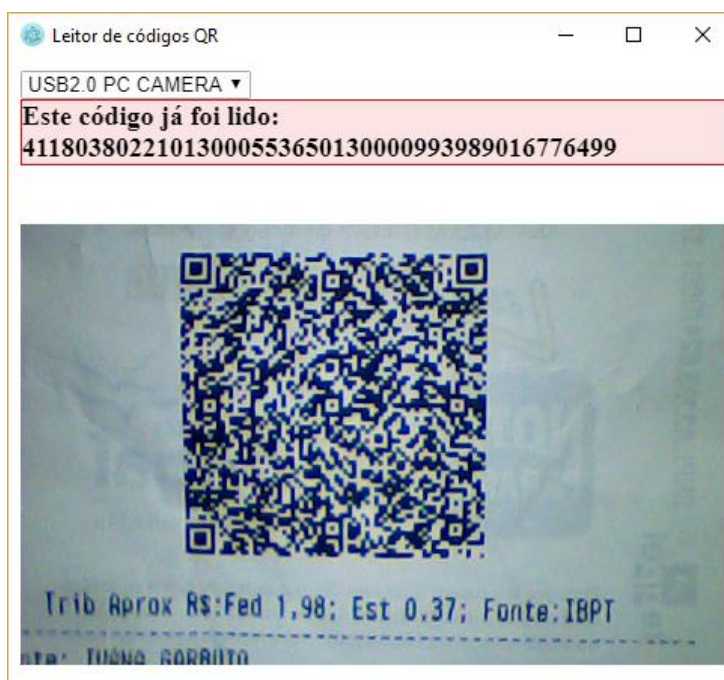 Leitor de códigos QR
USB2.0 PC CAMERA
Este código já foi lido:
41180380221013000553650130000993989016776499
Trib Aprox R$:Fed 1,98; Est 0,37; Fonte:IBPT